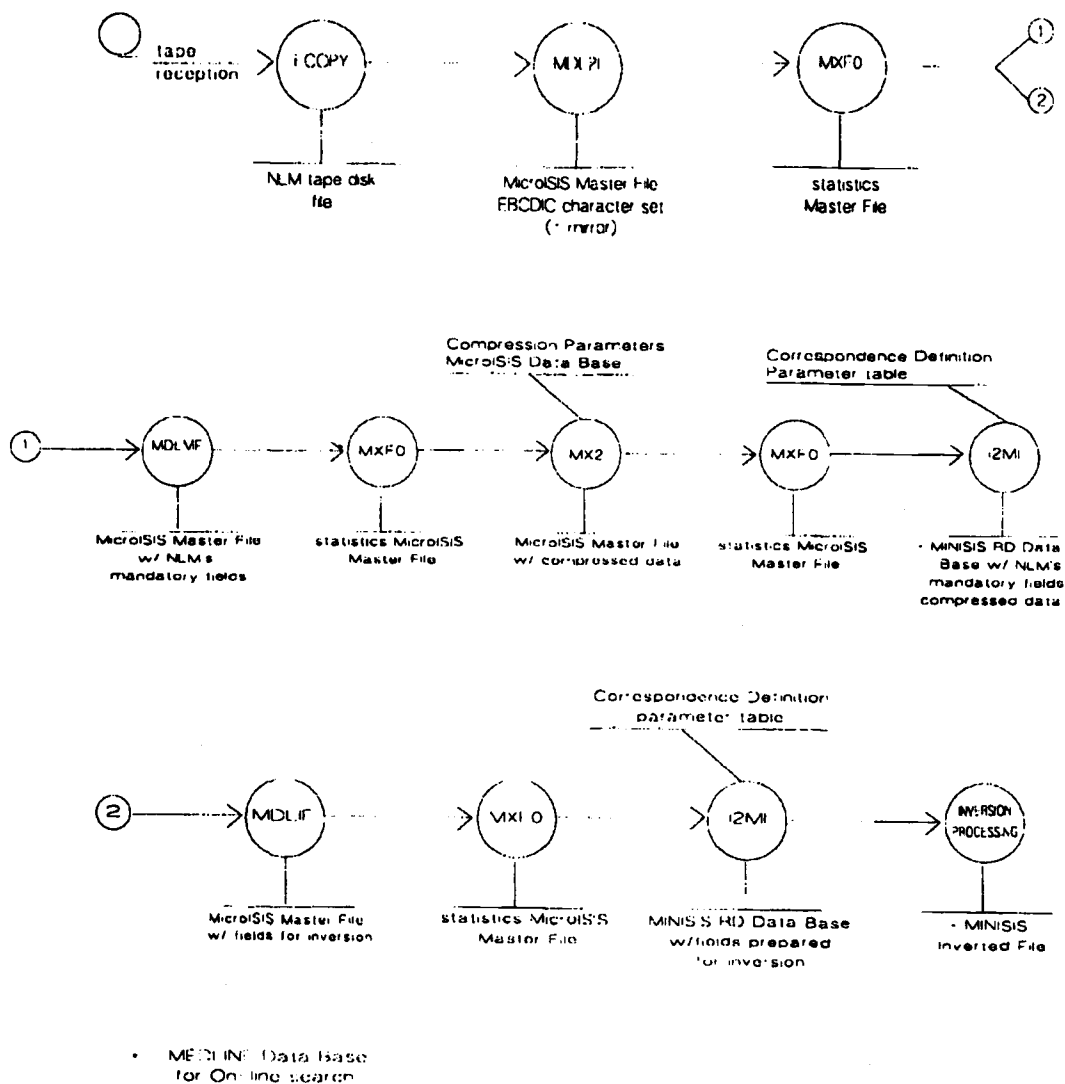 tape
reception
MXF0
1
2
NLM tape disk
file
MicroISIS Master File
EBCDIC character set
(1 mirror)
statistics
Master File
Compression Parameters
MicroISIS Data Base
Correspondence Definition
Parameter table
1
MDLMF
MXF0
MX2
MXF0
I2MI
MicroISIS Master File
w/ NLM's
mandatory fields
statistics MicroISIS
Master File
MicroISIS Master File
w/ compressed data
statistics MicroISIS
Master File
• MINISIS RD Data
Base w/ NLM's
mandatory fields
compressed data
Correspondence Definition
parameter table
2
MDLIF
MXF0
I2MI
INVERSION
PROCESSING
MicroISIS Master File
w/ fields for inversion
statistics MicroISIS
Master File
MINISIS RD Data Base
w/fields prepared
for inversion
• MINISIS
Inverted File
• MEDLINE Data Base
for On-line search